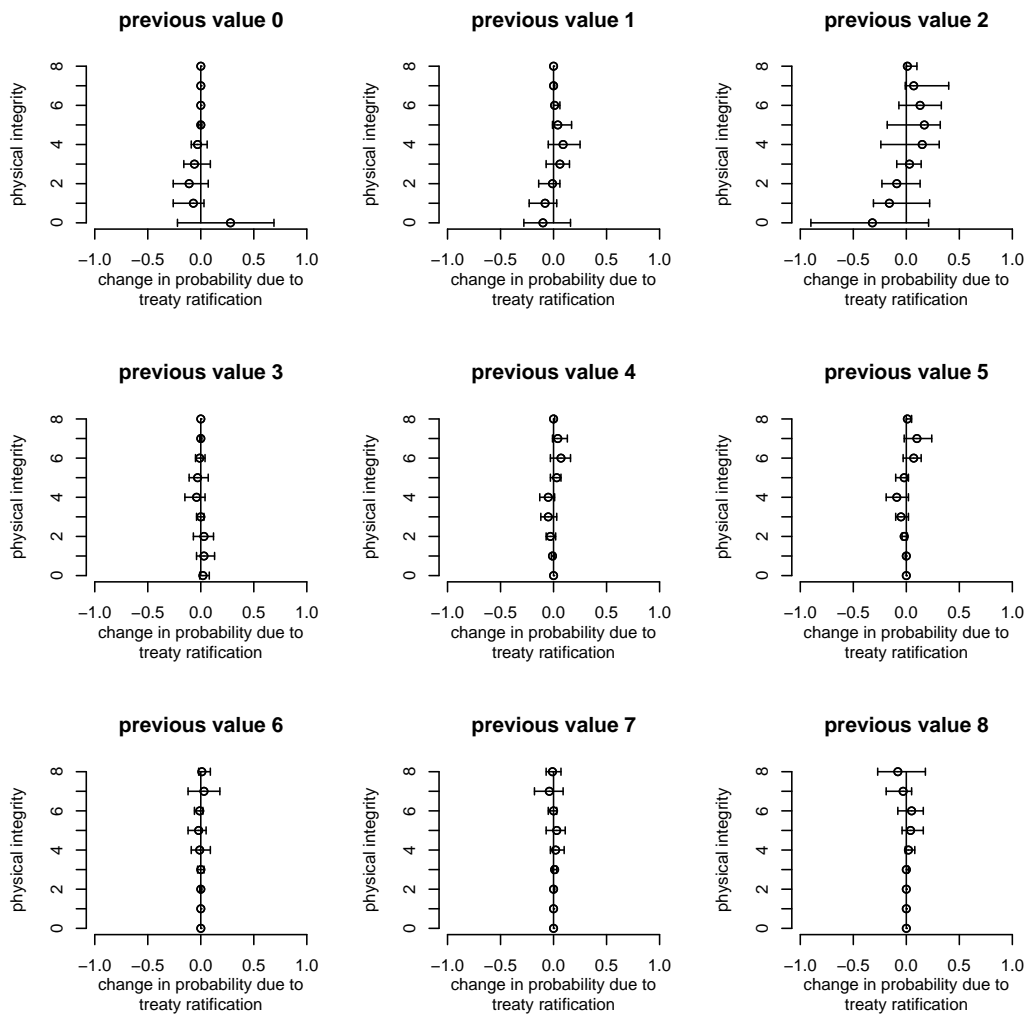 previous value 0
physical integrity
0 2 4 6 8
−1.0 −0.5 0.0 0.5 1.0
change in probability due to
treaty ratification
previous value 1
physical integrity
0 2 4 6 8
−1.0 −0.5 0.0 0.5 1.0
change in probability due to
treaty ratification
previous value 2
physical integrity
0 2 4 6 8
−1.0 −0.5 0.0 0.5 1.0
change in probability due to
treaty ratification
previous value 3
physical integrity
0 2 4 6 8
−1.0 −0.5 0.0 0.5 1.0
change in probability due to
treaty ratification
previous value 4
physical integrity
0 2 4 6 8
−1.0 −0.5 0.0 0.5 1.0
change in probability due to
treaty ratification
previous value 5
physical integrity
0 2 4 6 8
−1.0 −0.5 0.0 0.5 1.0
change in probability due to
treaty ratification
previous value 6
physical integrity
0 2 4 6 8
−1.0 −0.5 0.0 0.5 1.0
change in probability due to
treaty ratification
previous value 7
physical integrity
0 2 4 6 8
−1.0 −0.5 0.0 0.5 1.0
change in probability due to
treaty ratification
previous value 8
physical integrity
0 2 4 6 8
−1.0 −0.5 0.0 0.5 1.0
change in probability due to
treaty ratification